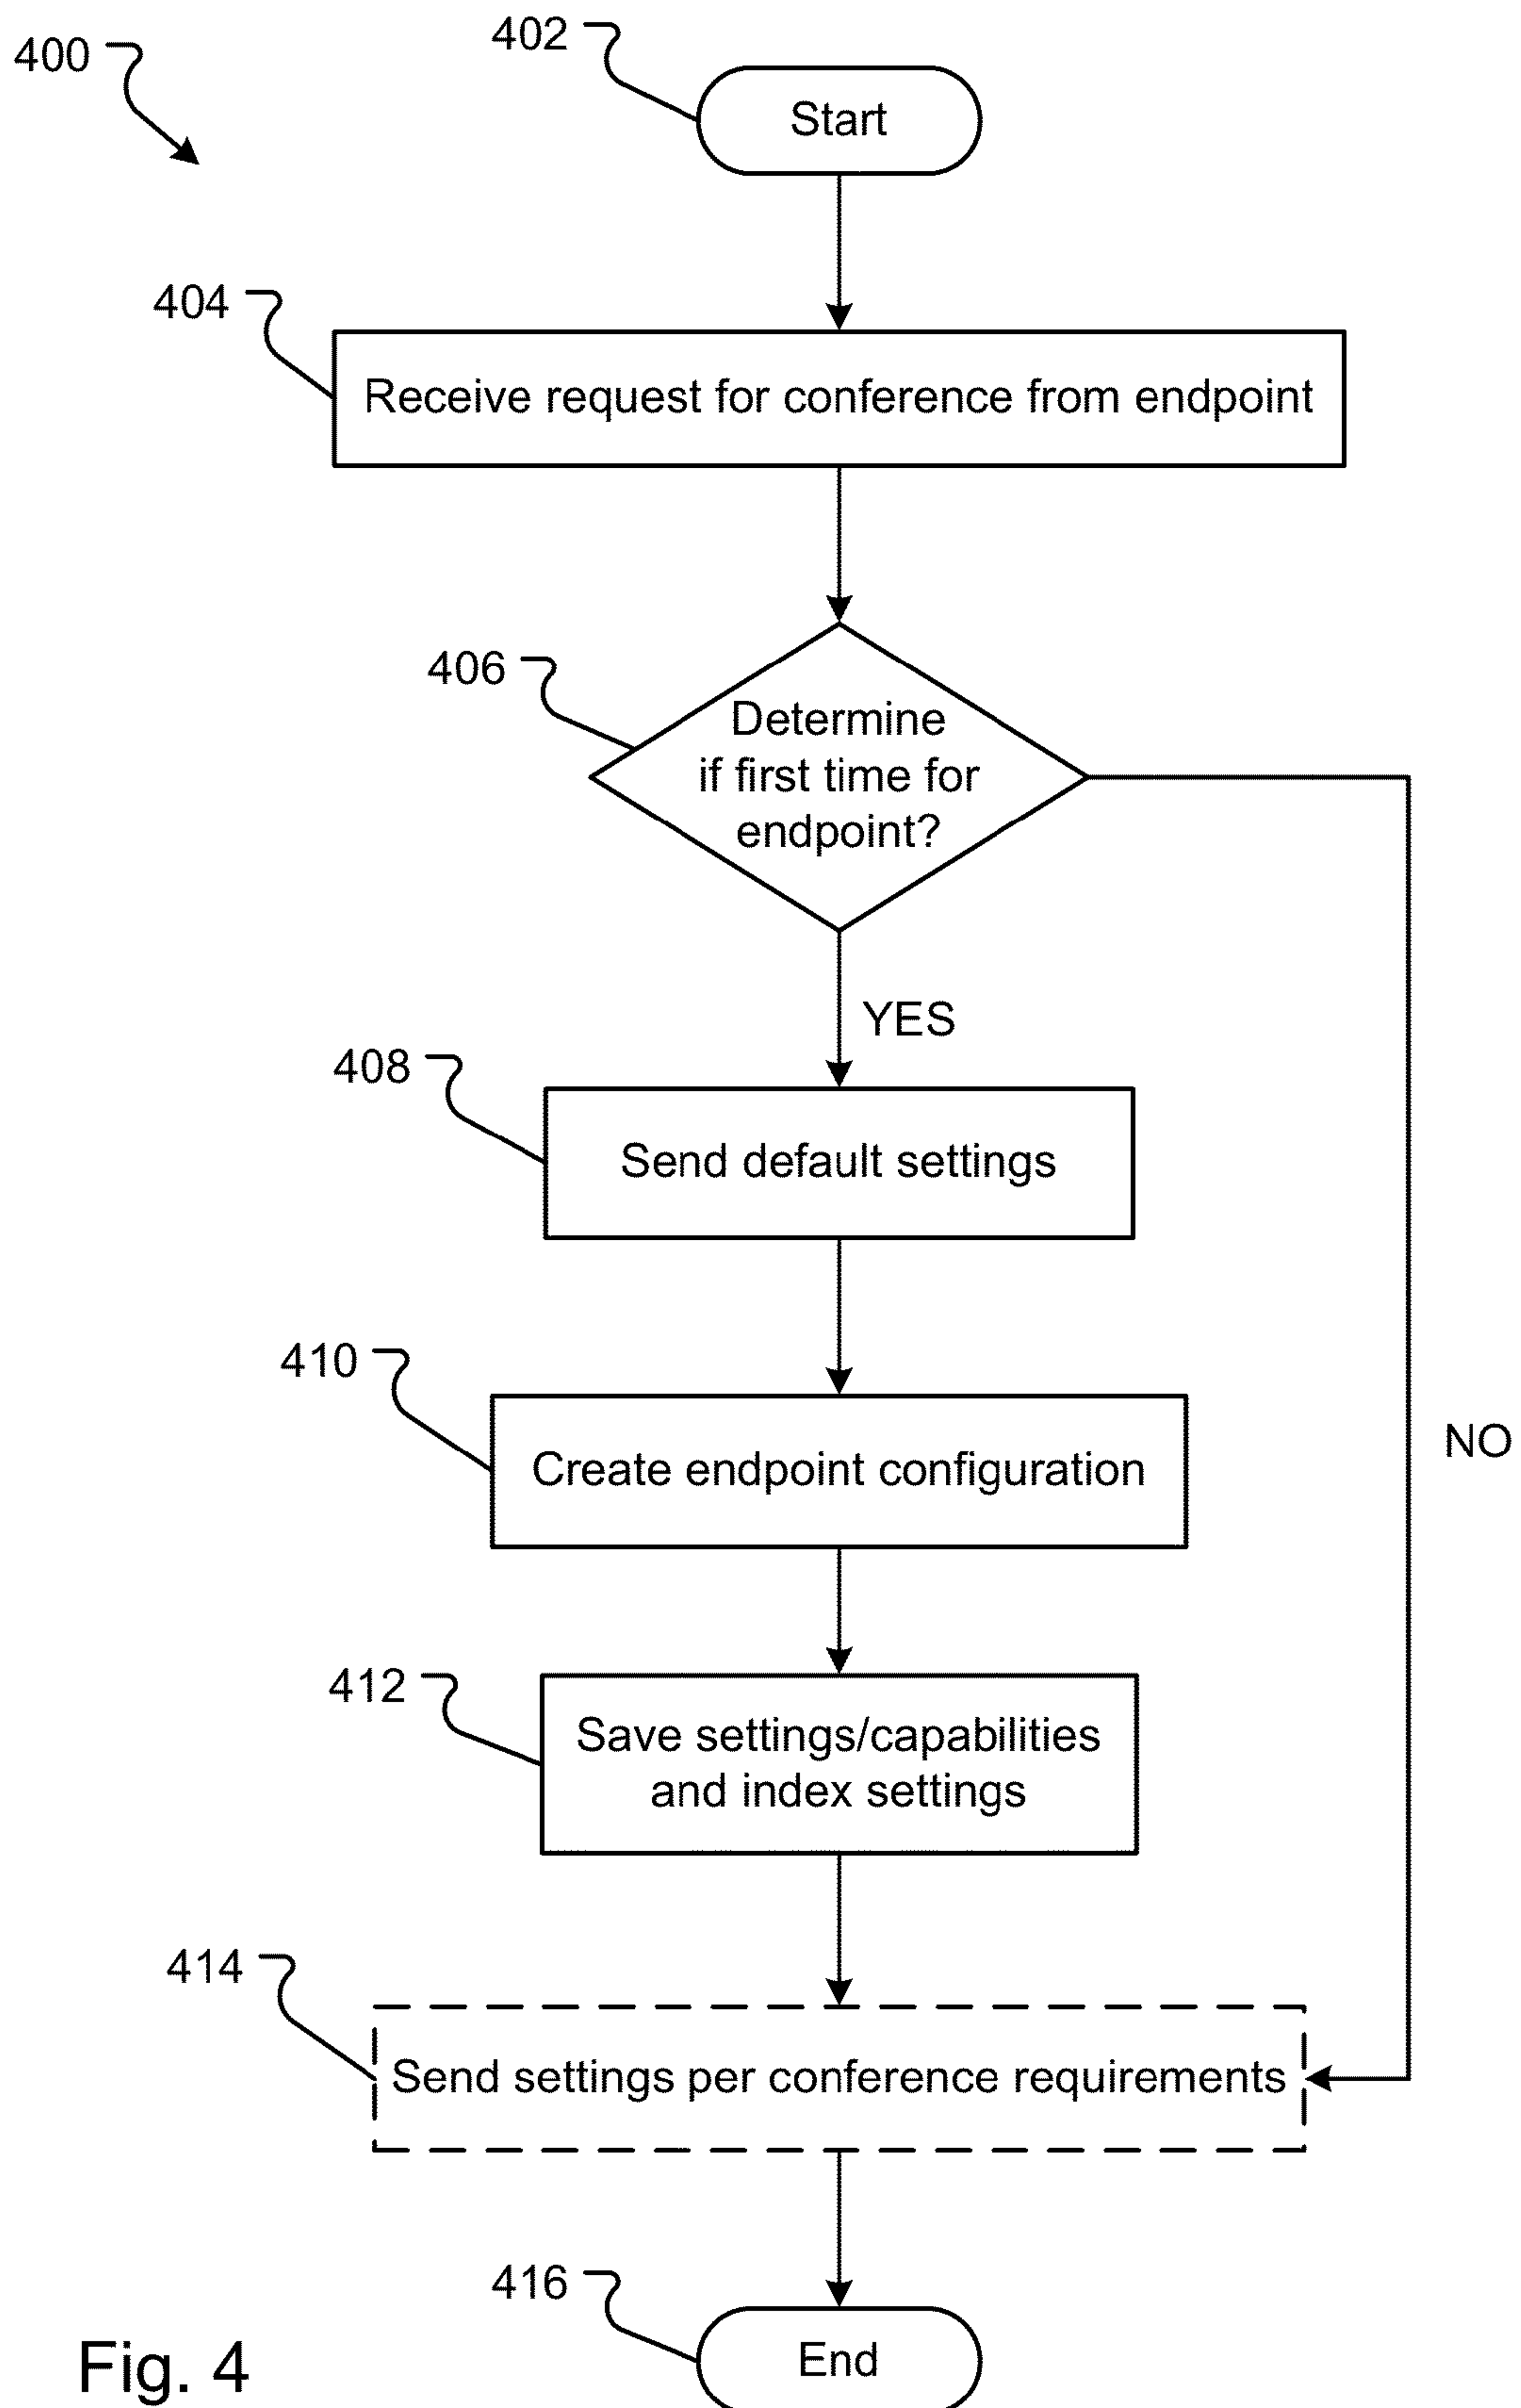 400
402
Start
404
Receive request for conference from endpoint
406
Determine
if first time for
endpoint?
YES
408
Send default settings
410
Create endpoint configuration
NO
412
Save settings/capabilities
and index settings
414
Send settings per conference requirements
416
End
Fig. 4